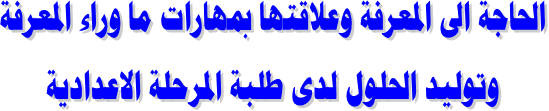 الحاجة الى المعرفة وعلاقتها بمهارات ما وراء المعرفة
وتوليد الحلول لدى طلبة المرحلة الاعدادية